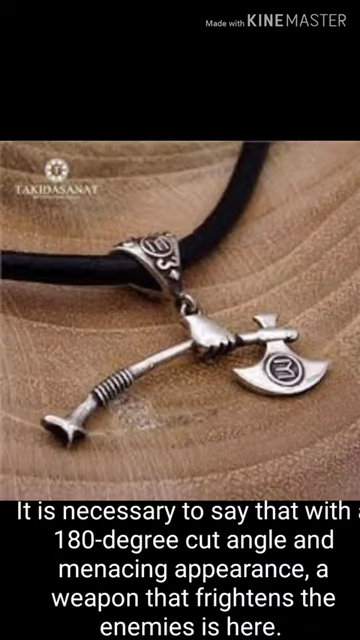 Made with KINEMASTER
TAKIDASANAT
It is necessary to say that with a
180-degree cut angle and
menacing appearance, a
weapon that frightens the
enemies is here.